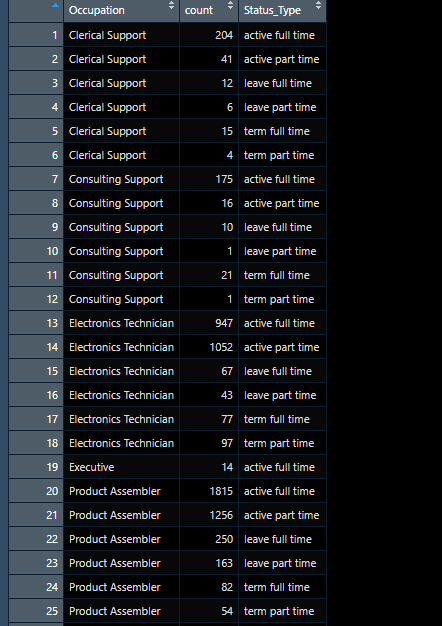 Occupation count Status_Type
1 Clerical Support 204 active full time
2 Clerical Support 41 active part time
3 Clerical Support 12 leave full time
4 Clerical Support 6 leave part time
5 Clerical Support 15 term full time
6 Clerical Support 4 term part time
7 Consulting Support 175 active full time
8 Consulting Support 16 active part time
9 Consulting Support 10 leave full time
10 Consulting Support 1 leave part time
11 Consulting Support 21 term full time
12 Consulting Support 1 term part time
13 Electronics Technician 947 active full time
14 Electronics Technician 1052 active part time
15 Electronics Technician 67 leave full time
16 Electronics Technician 43 leave part time
17 Electronics Technician 77 term full time
18 Electronics Technician 97 term part time
19 Executive 14 active full time
20 Product Assembler 1815 active full time
21 Product Assembler 1256 active part time
22 Product Assembler 250 leave full time
23 Product Assembler 163 leave part time
24 Product Assembler 82 term full time
25 Product Assembler 54 term part time